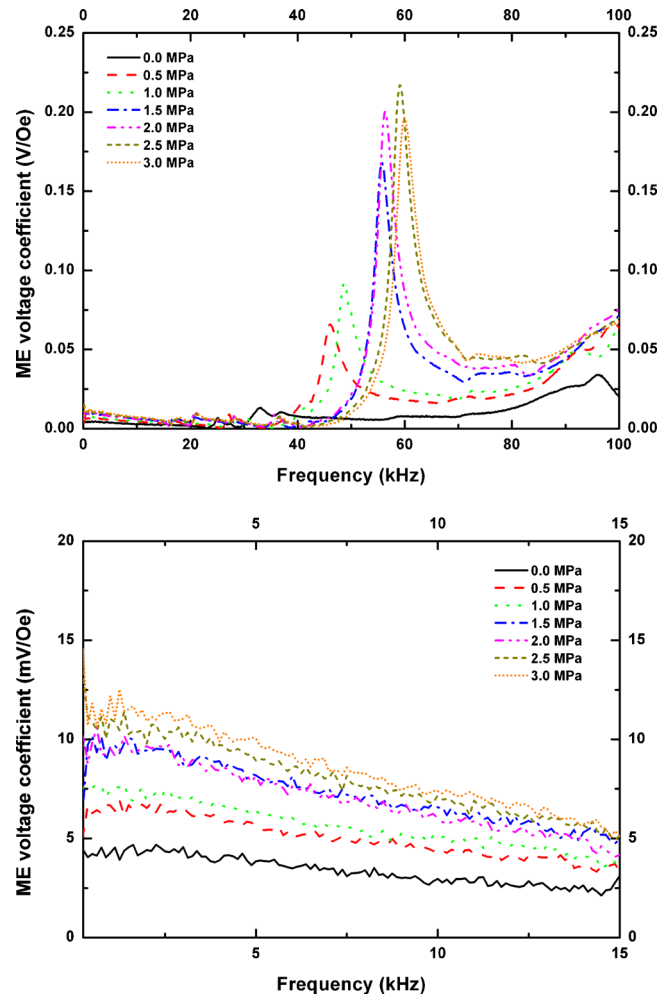 0 20 40 60 80 100
0.25 0.25
0.0 MPa
0.5 MPa
1.0 MPa
1.5 MPa
2.0 MPa
2.5 MPa
3.0 MPa
0.20 0.20
0.15 0.15
0.10 0.10
0.05 0.05
0.00 0.00
0 20 40 60 80 100
ME voltage coefficient (V/Oe)
Frequency (kHz)
5 10 15
20 20
0.0 MPa
0.5 MPa
1.0 MPa
1.5 MPa
2.0 MPa
2.5 MPa
3.0 MPa
15 15
10 10
5 5
0 0
5 10 15
ME voltage coefficient (mV/Oe)
Frequency (kHz)